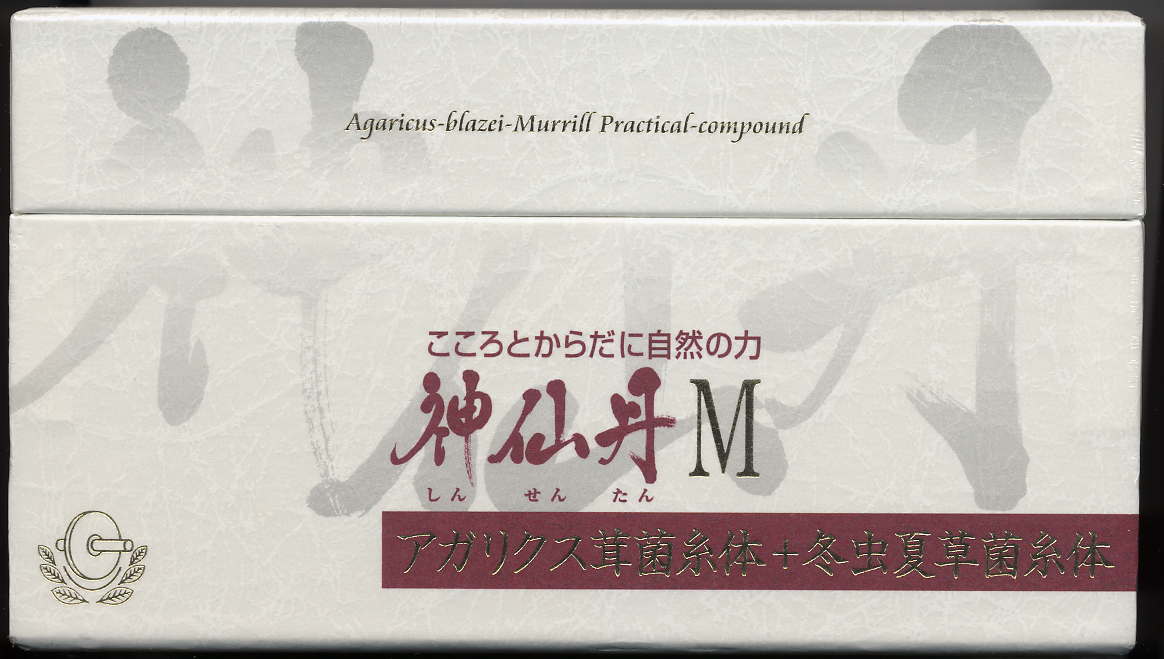 Agaricus-blazei-Murrill Practical-compound
こころとからだに自然の力
神仙丹M
しん せん たん
アガリクス茸菌糸体+冬虫夏草菌糸体